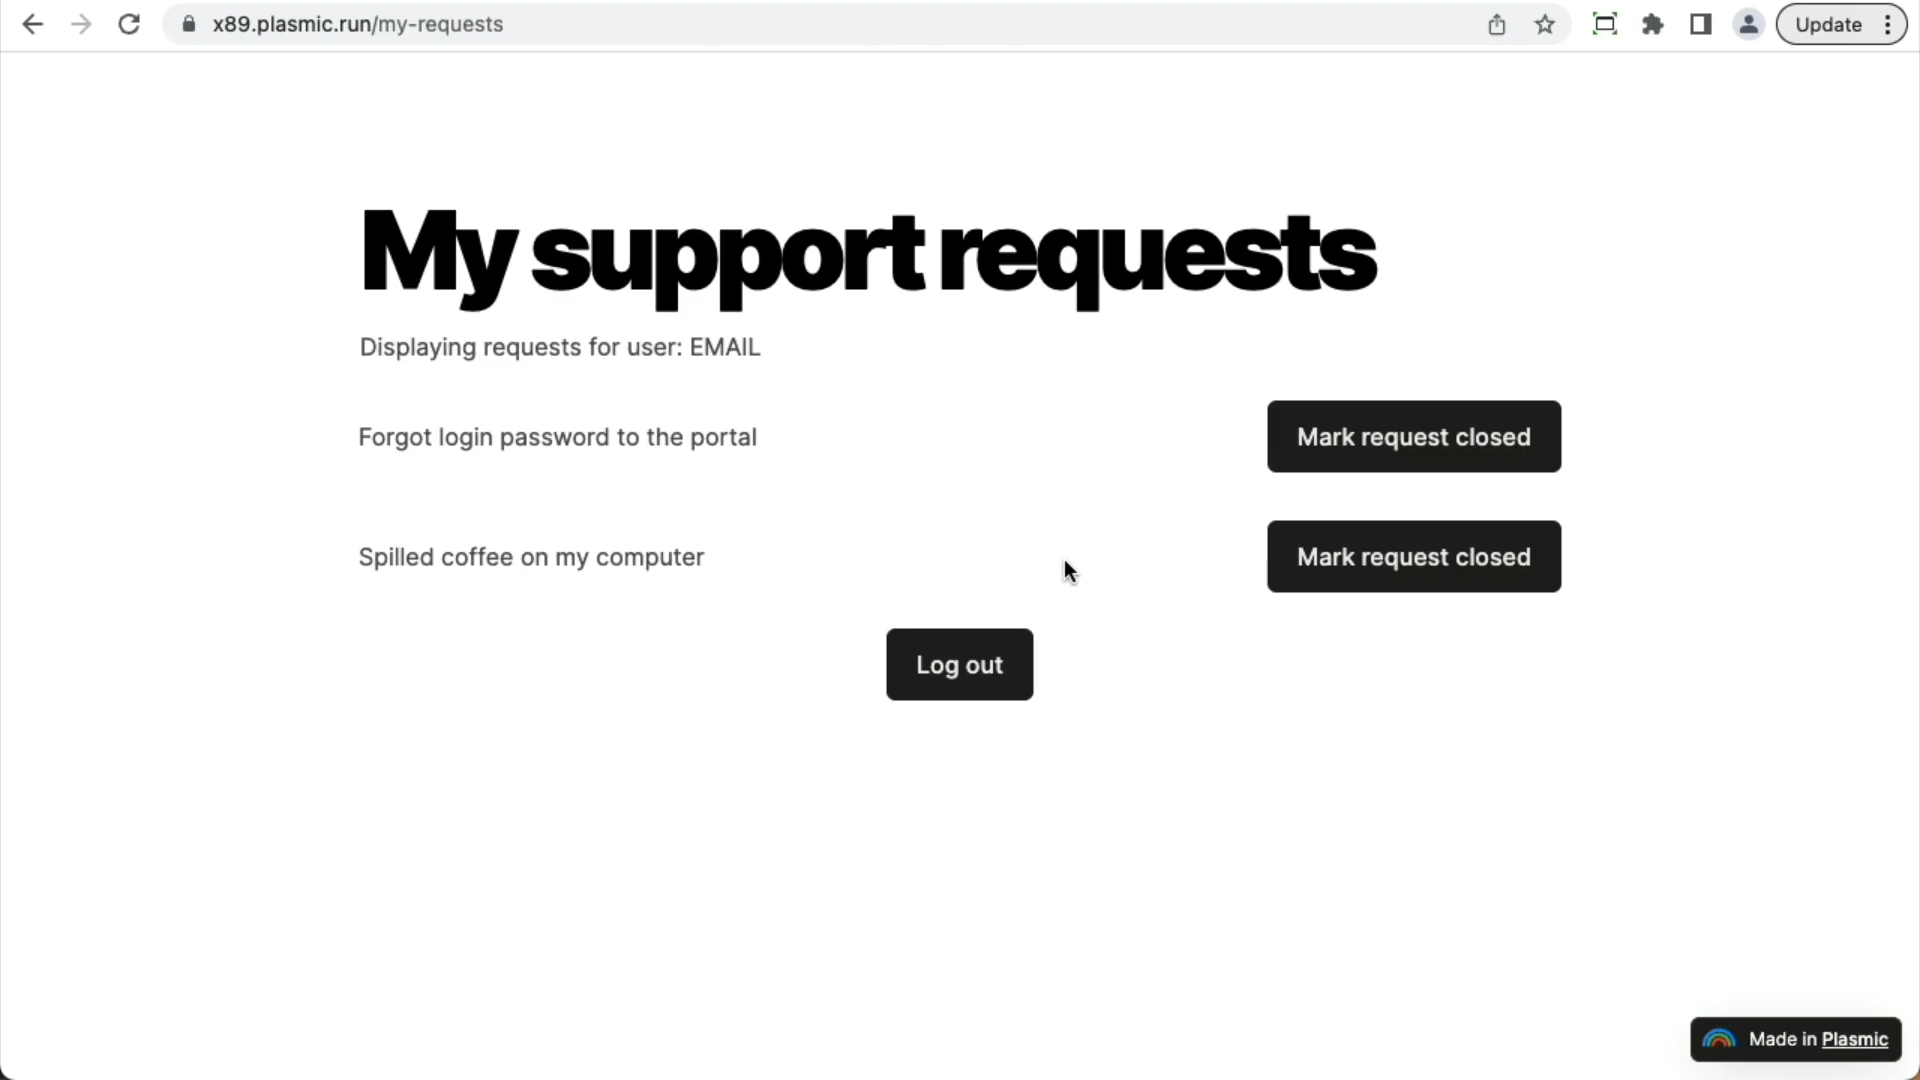 x89.plasmic.run/my-requests
Update
My support requests
Displaying requests for user: EMAIL
Forgot login password to the portal
Mark request closed
Spilled coffee on my computer
Mark request closed
Log out
Made in Plasmic